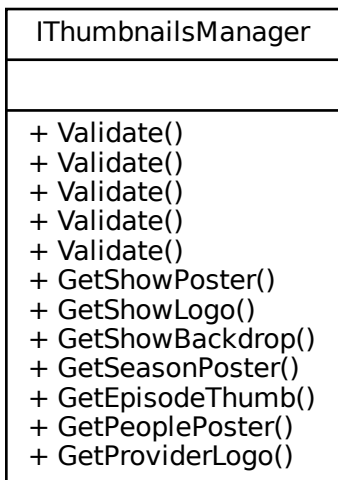 IThumbnailsManager
+ Validate()
+ Validate()
+ Validate()
+ Validate()
+ Validate()
+ GetShowPoster()
+ GetShowLogo()
+ GetShowBackdrop()
+ GetSeasonPoster()
+ GetEpisodeThumb()
+ GetPeoplePoster()
+ GetProviderLogo()